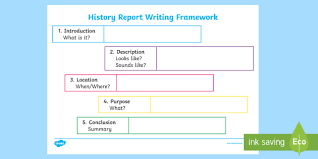 History Report Writing Framework
1. Introduction
What is it?
2. Description
Looks like?
Sounds like?
3. Location
When/Where?
4. Purpose
What?
5. Conclusion
Summary
ink saving
Eco